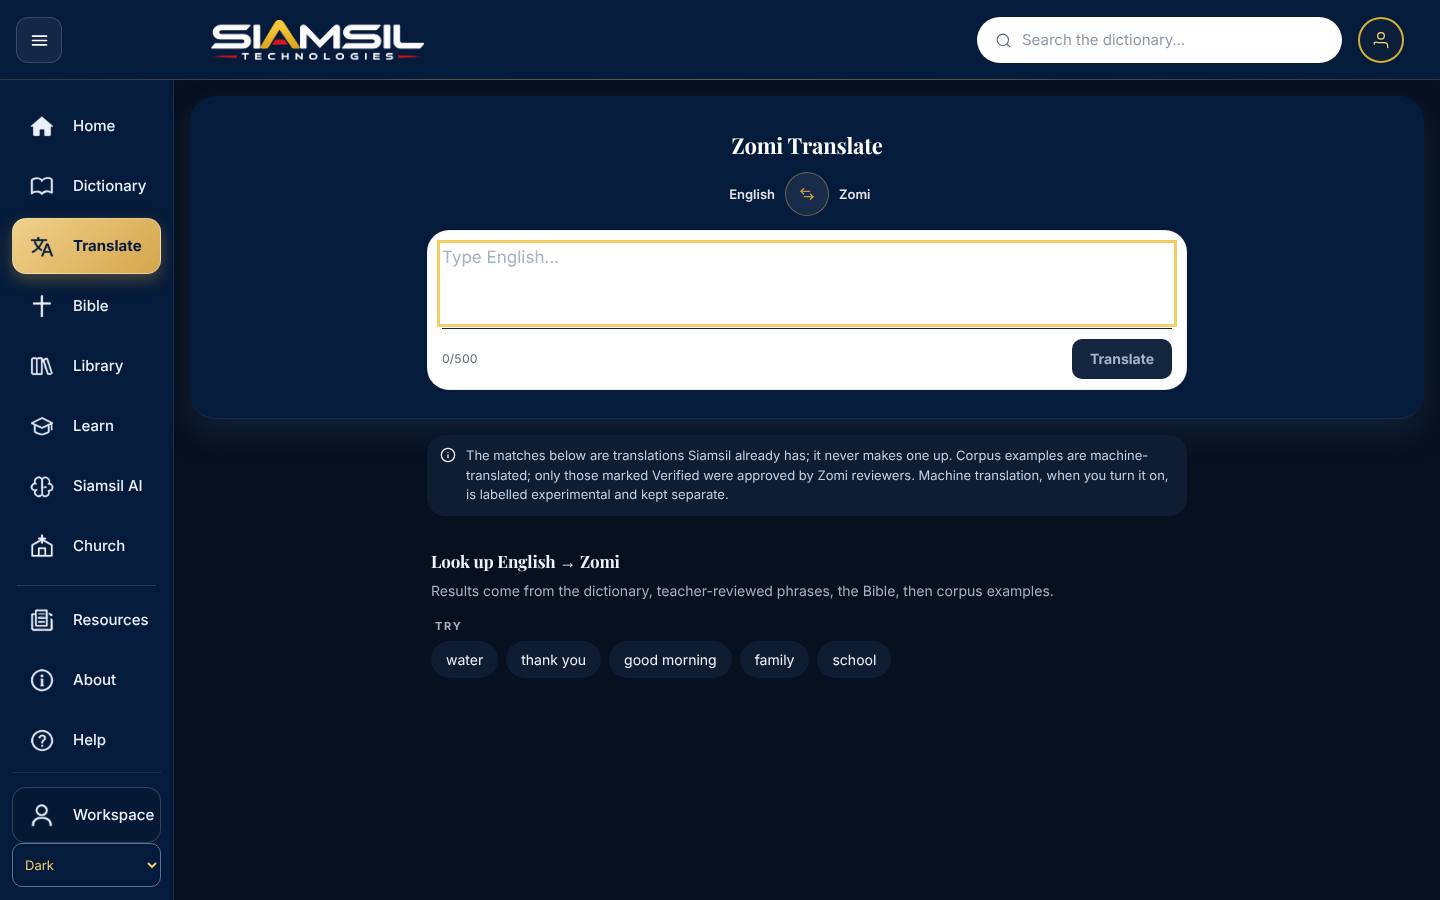 SIAMSIL
TECHNOLOGIES
Search the dictionary...
Home
Dictionary
Translate
Bible
Library
Learn
Siamsil AI
Church
Resources
About
Help
Workspace
Dark
Zomi Translate
English
Zomi
Type English...
0/500
Translate
The matches below are translations Siamsil already has; it never makes one up. Corpus examples are machine-
translated; only those marked Verified were approved by Zomi reviewers. Machine translation, when you turn it on,
is labelled experimental and kept separate.
Look up English → Zomi
Results come from the dictionary, teacher-reviewed phrases, the Bible, then corpus examples.
TRY
water
thank you
good morning
family
school